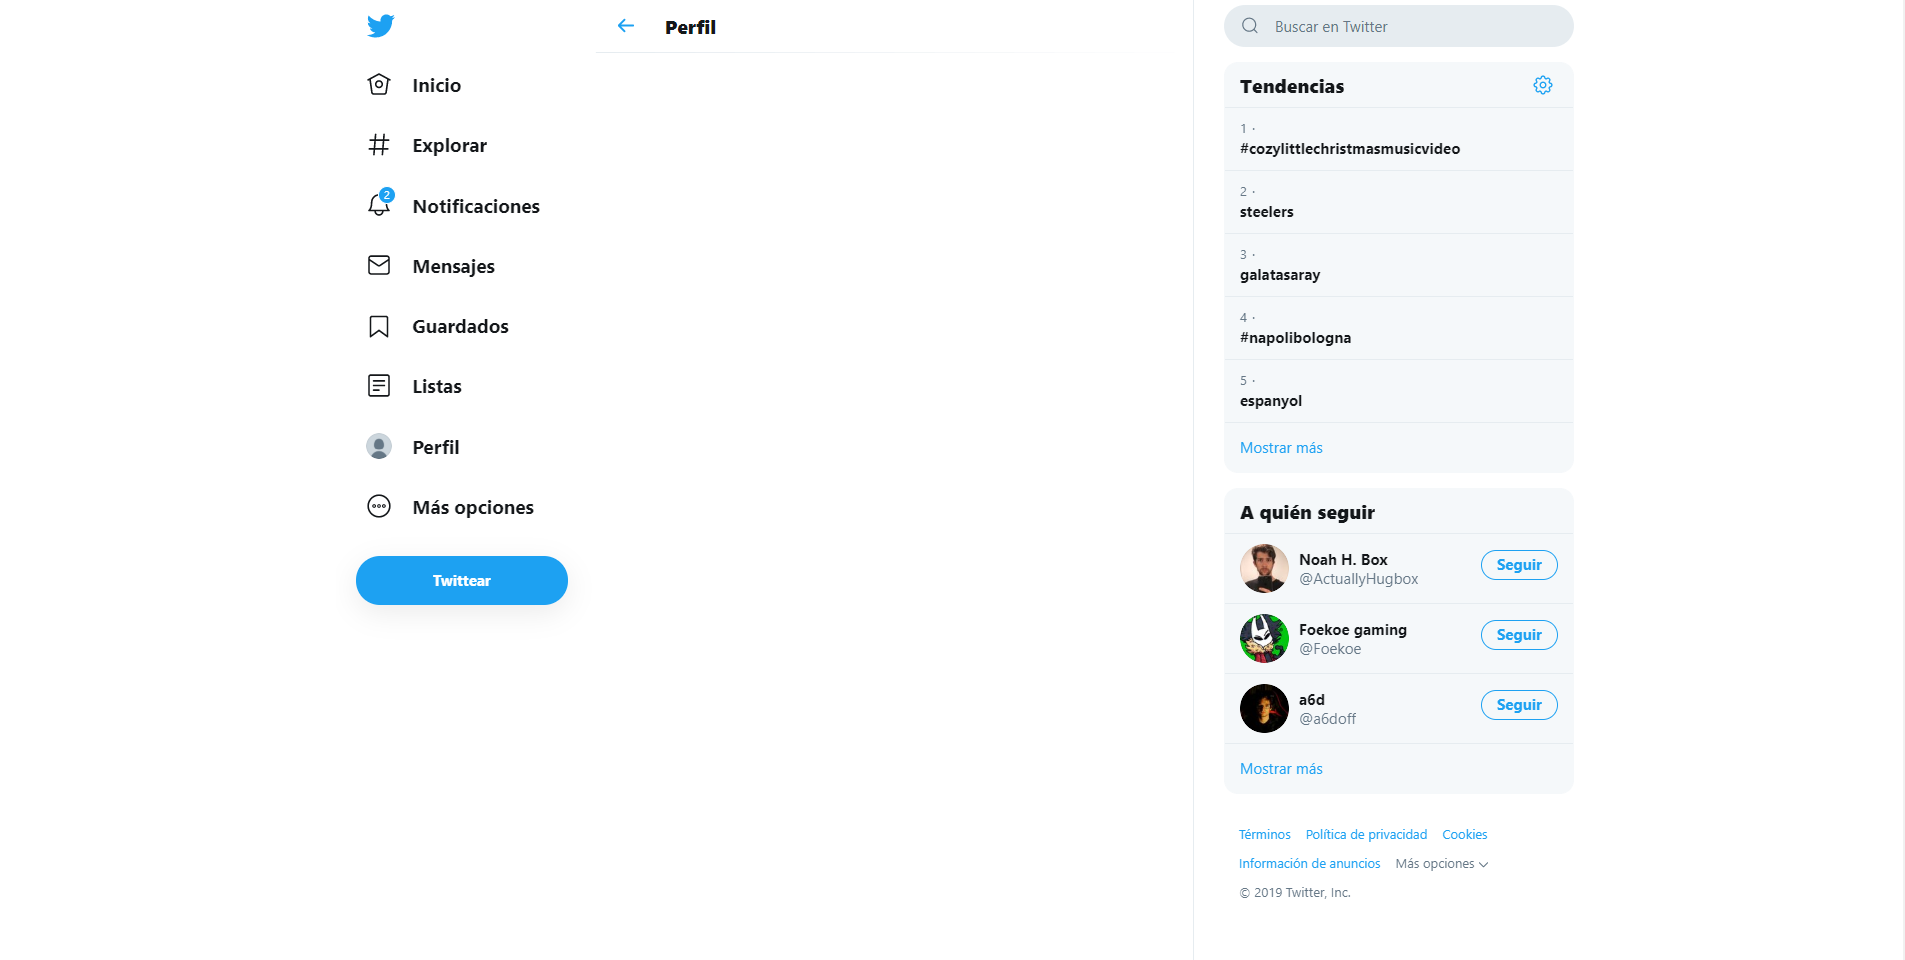 Inicio
Explorar
2
Notificaciones
Mensajes
Guardados
Listas
Perfil
Más opciones
Twittear
Perfil
Buscar en Twitter
Tendencias
1 ·
#cozylittlechristmasmusicvideo
2 ·
steelers
3 ·
galatasaray
4 ·
#napolibologna
5 ·
espanyol
Mostrar más
A quién seguir
Noah H. Box
@ActuallyHugbox
Seguir
Foekoe gaming
@Foekoe
Seguir
a6d
@a6doff
Seguir
Mostrar más
Términos Política de privacidad Cookies
Información de anuncios Más opciones
© 2019 Twitter, Inc.